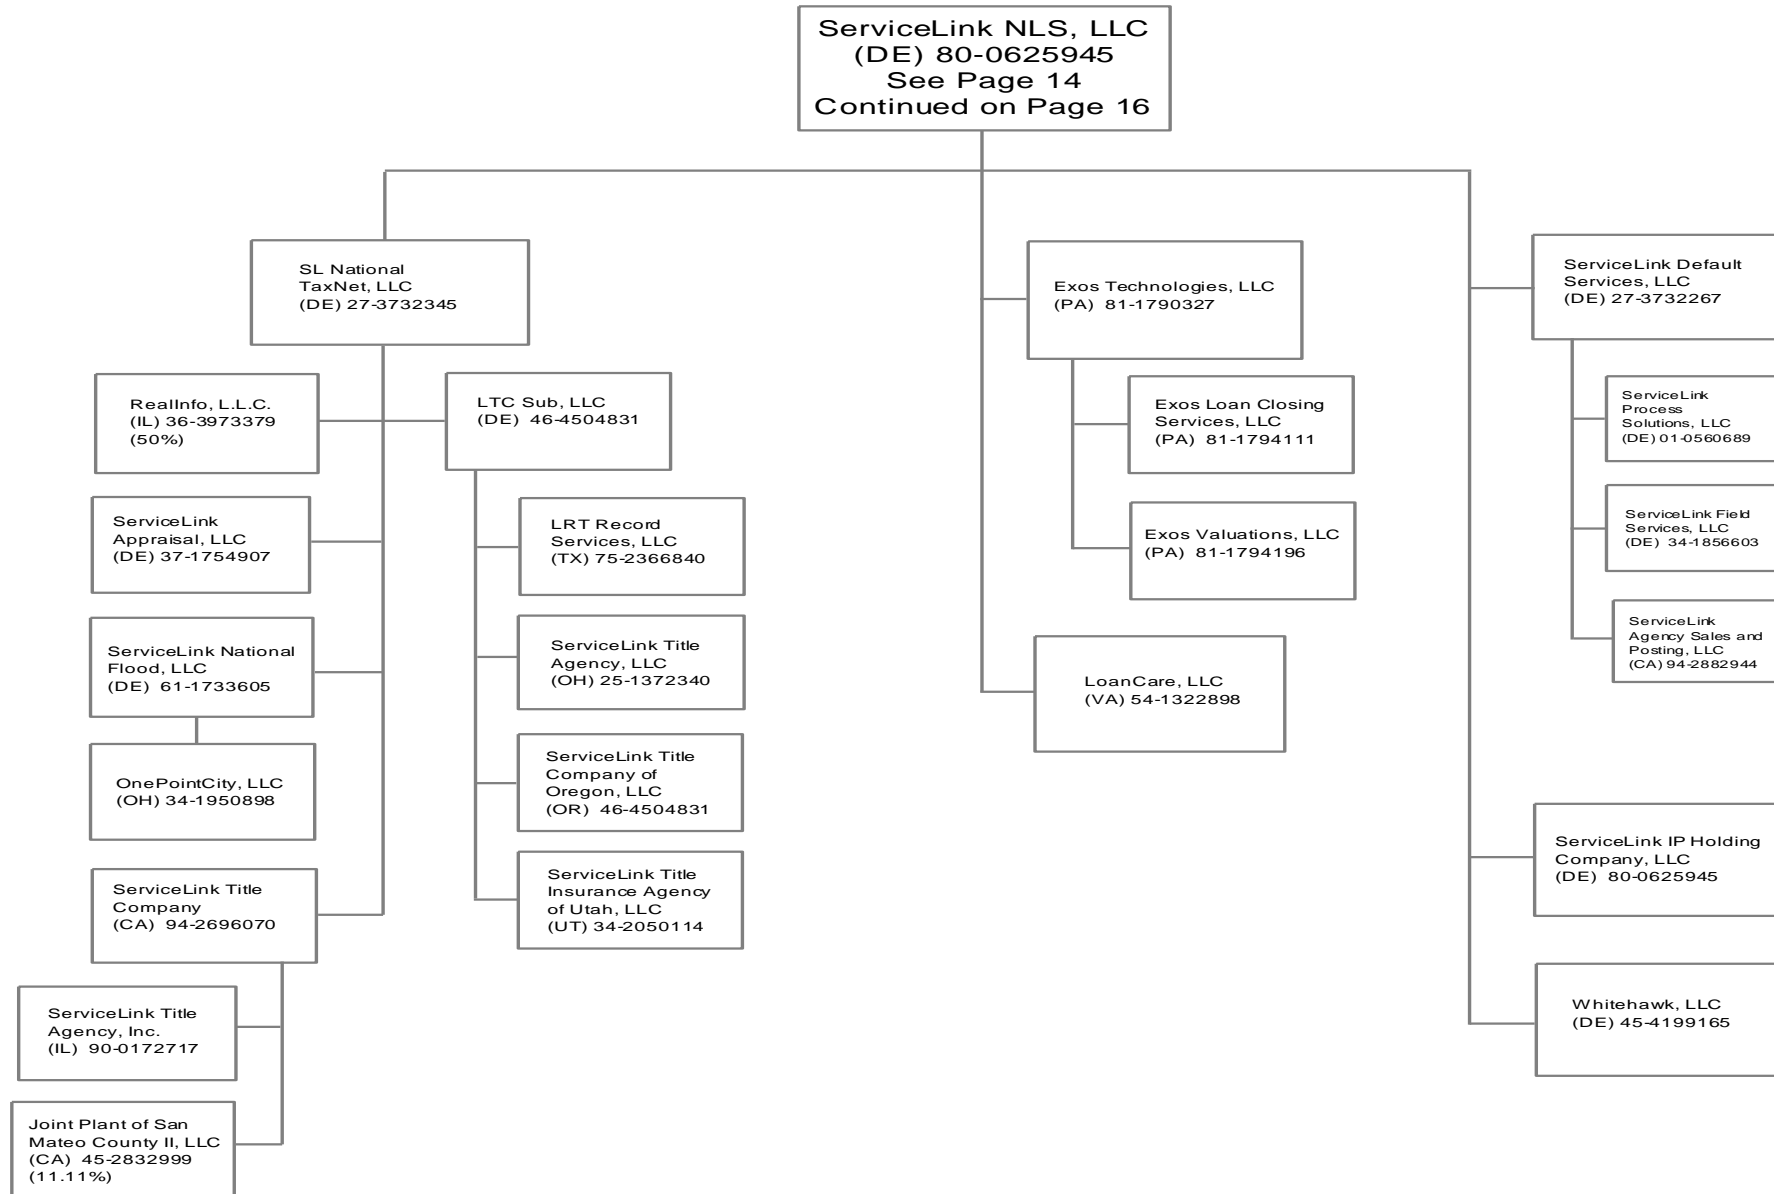 ServiceLink NLS, LLC
(DE) 80-0625945
See Page 14
Continued on Page 16
SL National
TaxNet, LLC
(DE) 27-3732345
RealInfo, L.L.C.
(IL) 36-3973379
(50%)
LTC Sub, LLC
(DE) 46-4504831
ServiceLink
Appraisal, LLC
(DE) 37-1754907
LRT Record
Services, LLC
(TX) 75-2366840
ServiceLink National
Flood, LLC
(DE) 61-1733605
ServiceLink Title
Agency, LLC
(OH) 25-1372340
OnePointCity, LLC
(OH) 34-1950898
ServiceLink Title
Company of
Oregon, LLC
(OR) 46-4504831
ServiceLink Title
Company
(CA) 94-2696070
ServiceLink Title
Insurance Agency
of Utah, LLC
(UT) 34-2050114
ServiceLink Title
Agency, Inc.
(IL) 90-0172717
Joint Plant of San
Mateo County II, LLC
(CA) 45-2832999
(11.11%)
Exos Technologies, LLC
(PA) 81-1790327
Exos Loan Closing
Services, LLC
(PA) 81-1794111
Exos Valuations, LLC
(PA) 81-1794196
LoanCare, LLC
(VA) 54-1322898
ServiceLink Default
Services, LLC
(DE) 27-3732267
ServiceLink
Process
Solutions, LLC
(DE) 01-0560689
ServiceLink Field
Services, LLC
(DE) 34-1856603
ServiceLink
Agency Sales and
Posting, LLC
(CA) 94-2882944
ServiceLink IP Holding
Company, LLC
(DE) 80-0625945
Whitehawk, LLC
(DE) 45-4199165